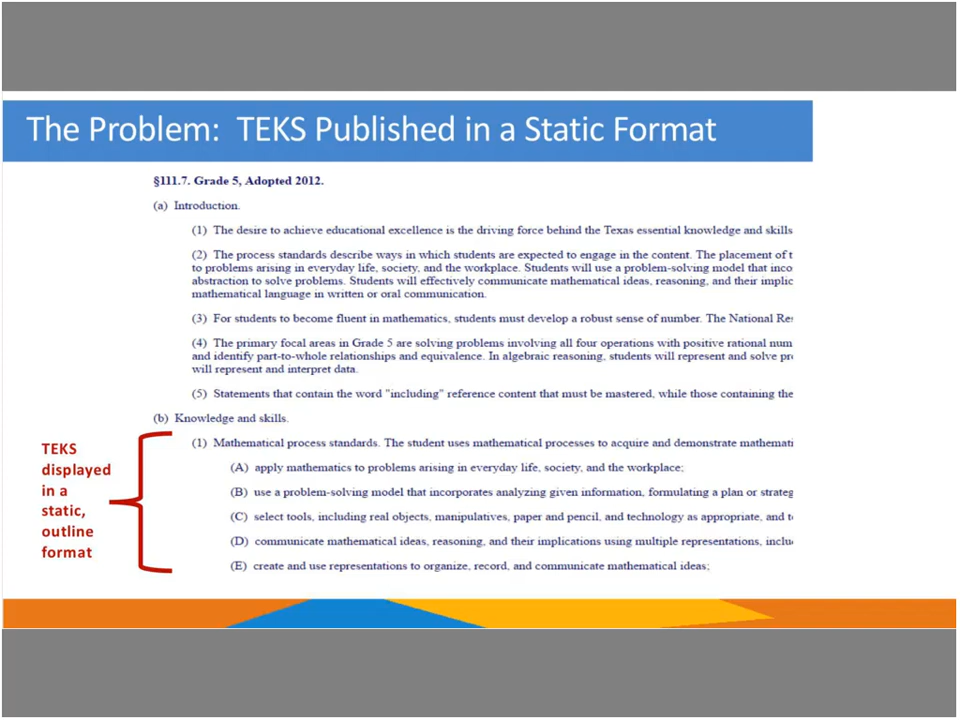 The Problem: TEKS Published in a Static Format
§111.7. Grade 5, Adopted 2012.
(a) Introduction.
(1) The desire to achieve educational excellence is the driving force behind the Texas essential knowledge and skills
(2) The process standards describe ways in which students are expected to engage in the content. The placement of
to problems arising in everyday life, society, and the workplace. Students will use a problem-solving model that
abstraction to solve problems. Students will effectively communicate mathematical ideas, reasoning, and their
mathematical language in written or oral communication.
(3) For students to become fluent in mathematics, students must develop a robust sense of number. The National
(4) The primary focal areas in Grade 5 are solving problems involving all four operations with positive rational
and identify part-to-whole relationships and equivalence. In algebraic reasoning, students will represent and solve
will represent and interpret data.
(5) Statements that contain the word "including" reference content that must be mastered, while those containing the
(b) Knowledge and skills.
(1) Mathematical process standards. The student uses mathematical processes to acquire and demonstrate
(A) apply mathematics to problems arising in everyday life, society, and the workplace;
(B) use a problem-solving model that incorporates analyzing given information, formulating a plan or
(C) select tools, including real objects, manipulatives, paper and pencil, and technology as appropriate, and
(D) communicate mathematical ideas, reasoning, and their implications using multiple representations,
(E) create and use representations to organize, record, and communicate mathematical ideas;
TEKS
displayed
in a
static,
outline
format